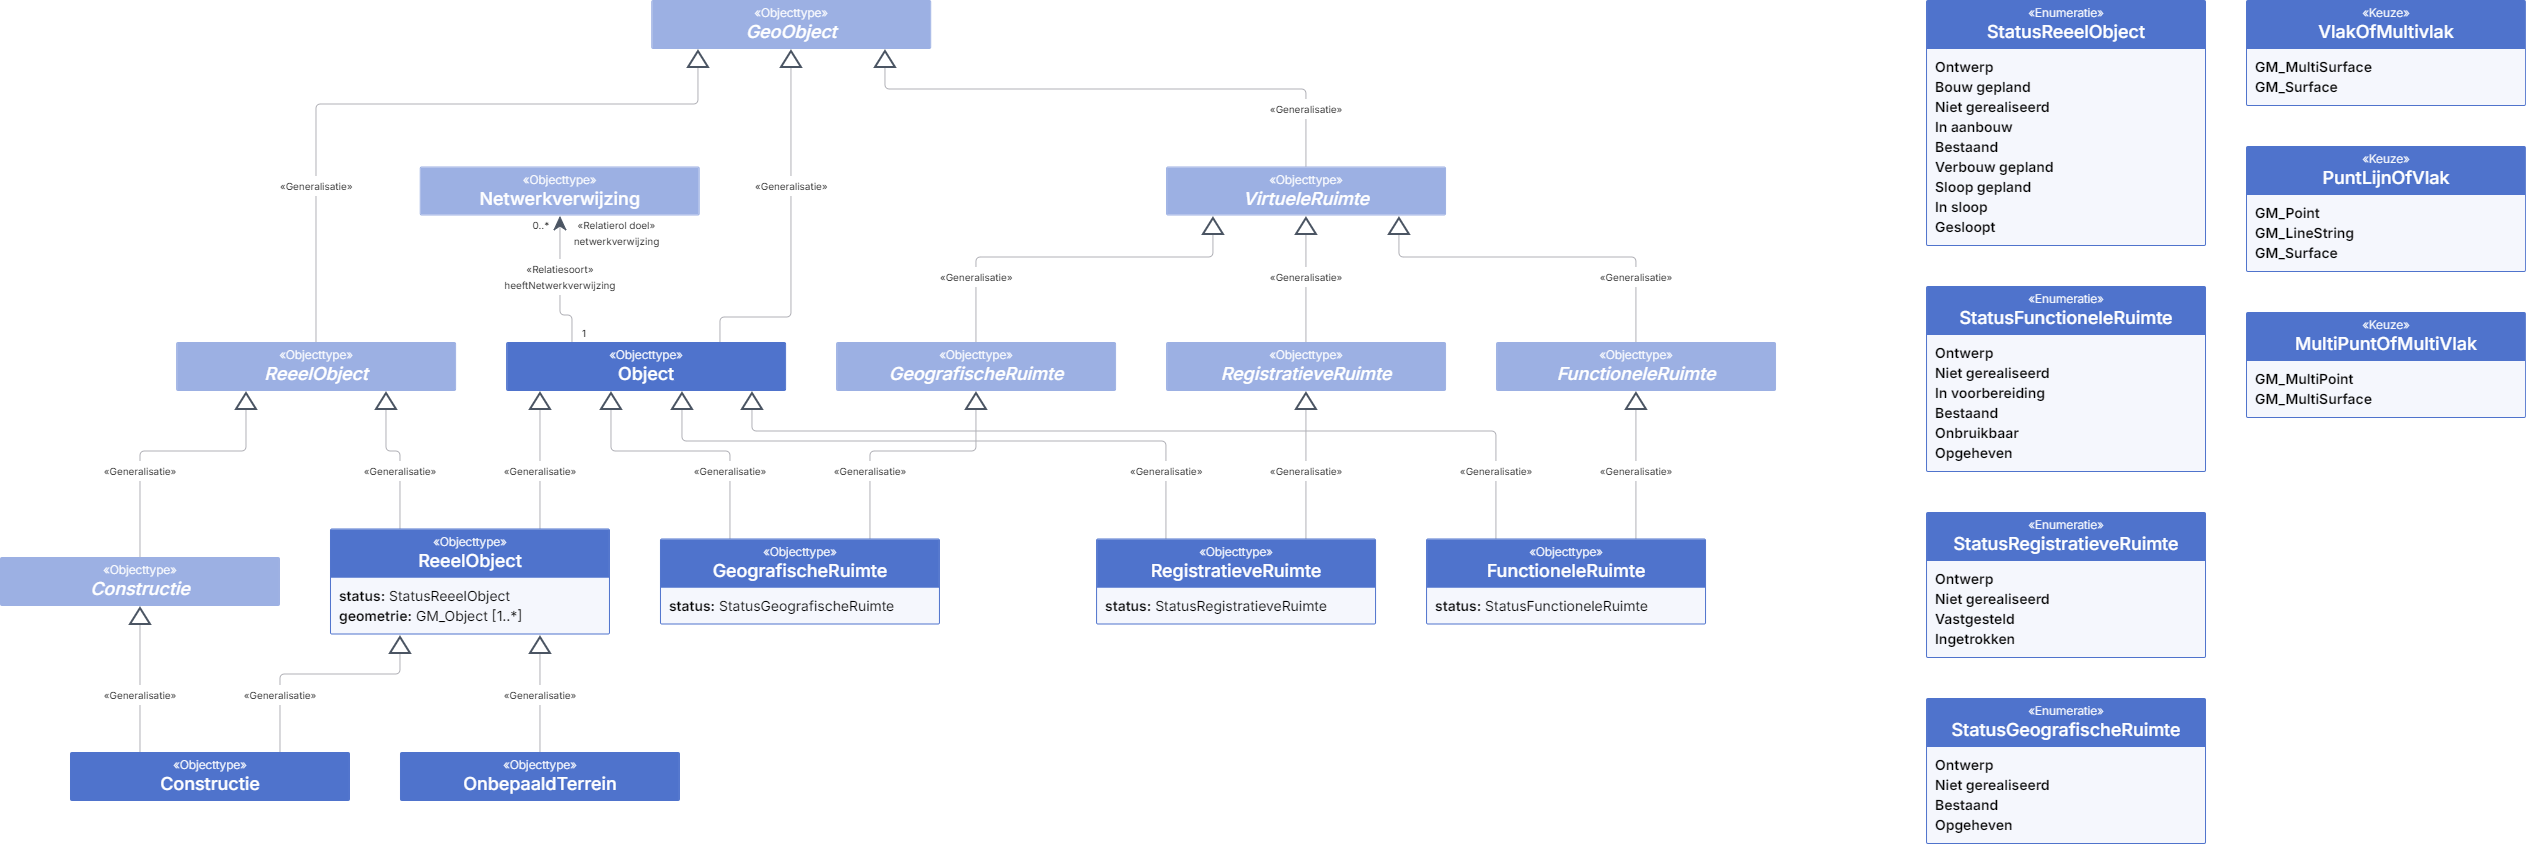 «Objecttype»
GeoObject
«Generalisatie»
«Generalisatie»
«Generalisatie»
«Objecttype»
Netwerkverwijzing
0..*
«Relatierol doel»
netwerkverwijzing
«Relatiesoort»
heeftNetwerkverwijzing
1
«Objecttype»
VirtueleRuimte
«Generalisatie»
«Generalisatie»
«Generalisatie»
«Objecttype»
ReeelObject
«Objecttype»
Object
«Objecttype»
GeografischeRuimte
«Objecttype»
RegistratieveRuimte
«Objecttype»
FunctioneleRuimte
«Generalisatie»
«Generalisatie»
«Generalisatie»
«Generalisatie»
«Generalisatie»
«Generalisatie»
«Generalisatie»
«Generalisatie»
«Generalisatie»
«Objecttype»
Constructie
«Objecttype»
ReeelObject
status: StatusReeelObject
geometrie: GM_Object [1..*]
«Objecttype»
GeografischeRuimte
status: StatusGeografischeRuimte
«Objecttype»
RegistratieveRuimte
status: StatusRegistratieveRuimte
«Objecttype»
FunctioneleRuimte
status: StatusFunctioneleRuimte
«Generalisatie»
«Generalisatie»
«Generalisatie»
«Objecttype»
Constructie
«Objecttype»
OnbepaaldTerrein
«Enumeratie»
StatusReeelObject
Ontwerp
Bouw gepland
Niet gerealiseerd
In aanbouw
Bestaand
Verbouw gepland
Sloop gepland
In sloop
Gesloopt
«Enumeratie»
StatusFunctioneleRuimte
Ontwerp
Niet gerealiseerd
In voorbereiding
Bestaand
Onbruikbaar
Opgeheven
«Enumeratie»
StatusRegistratieveRuimte
Ontwerp
Niet gerealiseerd
Vastgesteld
Ingetrokken
«Enumeratie»
StatusGeografischeRuimte
Ontwerp
Niet gerealiseerd
Bestaand
Opgeheven
«Keuze»
VlakOfMultivlak
GM_MultiSurface
GM_Surface
«Keuze»
PuntLijnOfVlak
GM_Point
GM_LineString
GM_Surface
«Keuze»
MultiPuntOfMultiVlak
GM_MultiPoint
GM_MultiSurface